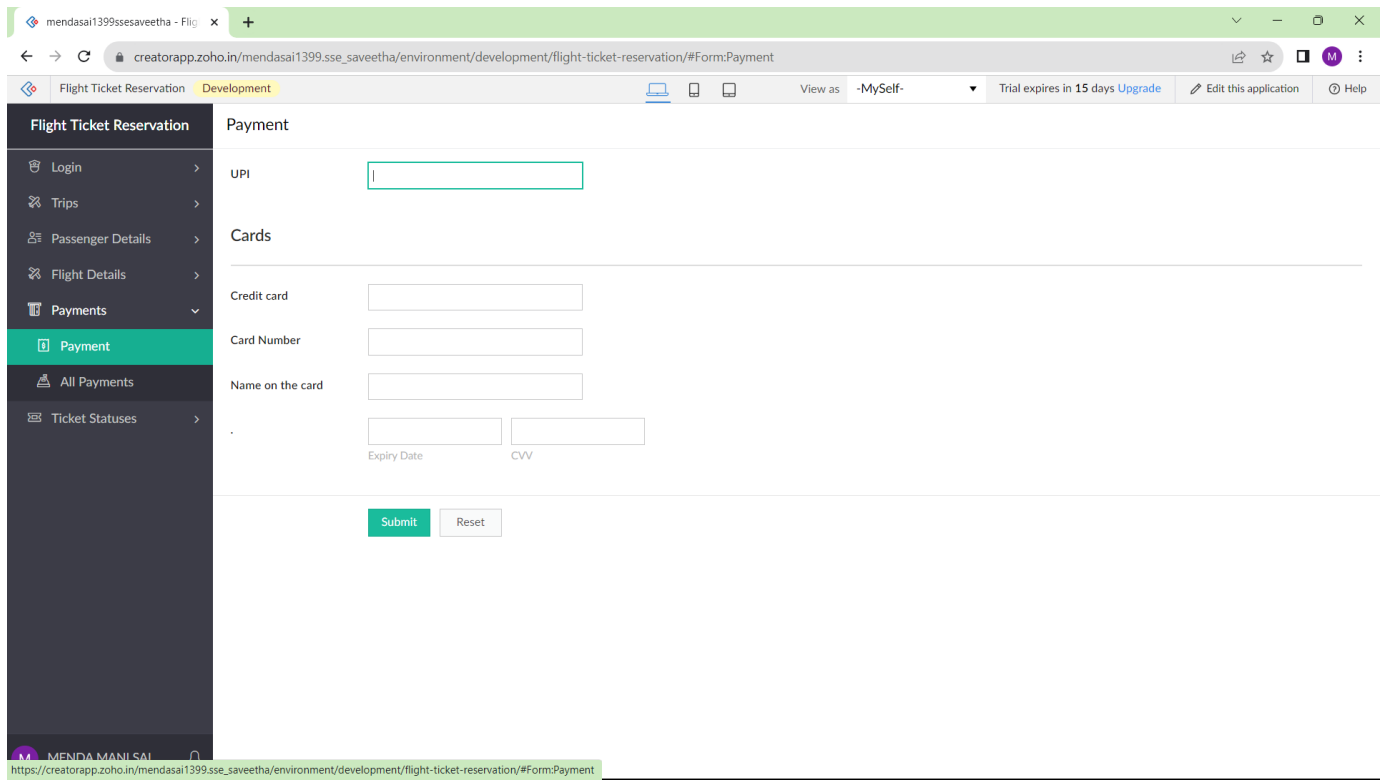 mendasai1399ssesaveetha - Flig
creatorapp.zoho.in/mendasai1399.sse_saveetha/environment/development/flight-ticket-reservation/#Form:Payment
M
Flight Ticket Reservation Development View as -MySelf- Trial expires in 15 days Upgrade Edit this application Help
Flight Ticket Reservation
Login
Trips
Passenger Details
Flight Details
Payments
Payment
All Payments
Ticket Statuses
M MENDA MANI SAI
Payment
UPI
Cards
Credit card
Card Number
Name on the card
.
Expiry Date CVV
Submit Reset
https://creatorapp.zoho.in/mendasai1399.sse_saveetha/environment/development/flight-ticket-reservation/#Form:Payment